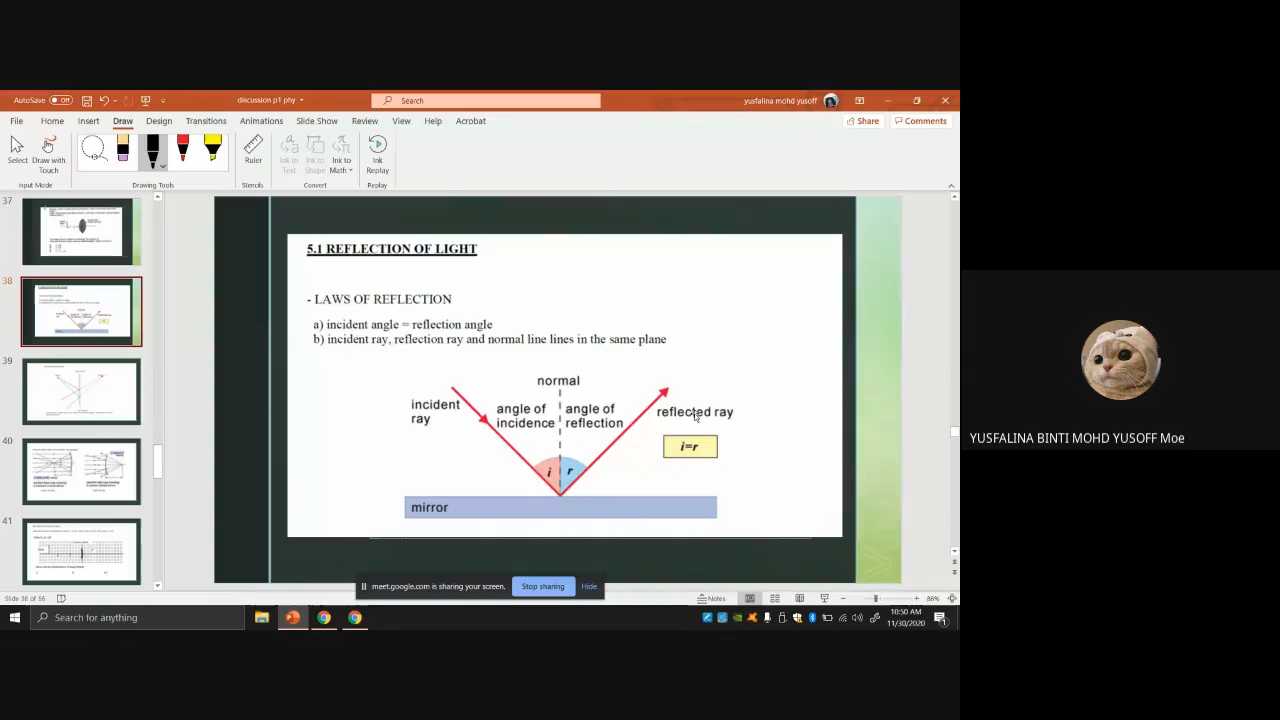 AutoSave Off
discussion p1 phy
Search
yusfalina mohd yusoff
File Home Insert Draw Design Transitions Animations Slide Show Review View Help Acrobat
Share Comments
Select
Draw with
Touch
Ruler
Ink to
Text
Ink to
Shape
Ink to
Math
Ink
Replay
Input Mode
Drawing Tools
Stencils
Convert
Replay
37
38
39
40
41
5.1 REFLECTION OF LIGHT
- LAWS OF REFLECTION
a) incident angle = reflection angle
b) incident ray, reflection ray and normal line lines in the same plane
normal
incident
ray
angle of
incidence
angle of
reflection
reflected ray
i=r
i
r
mirror
YUSFALINA BINTI MOHD YUSOFF Moe
meet.google.com is sharing your screen.
Stop sharing
Hide
Slide 38 of 56
Notes
86%
Search for anything
10:50 AM
11/30/2020